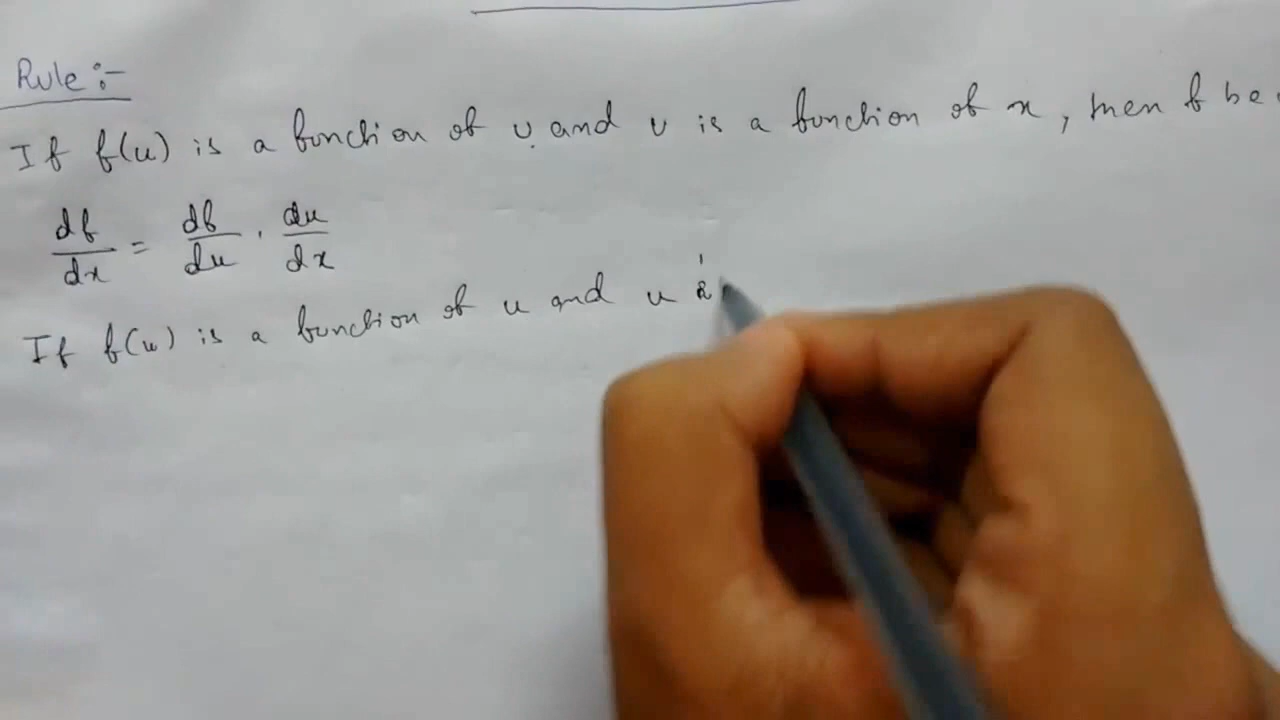 Rule :-
If f(u) is a function of u and u is a function of x, then f be
df/dx = df/du . du/dx
If f(u) is a function of u and u is